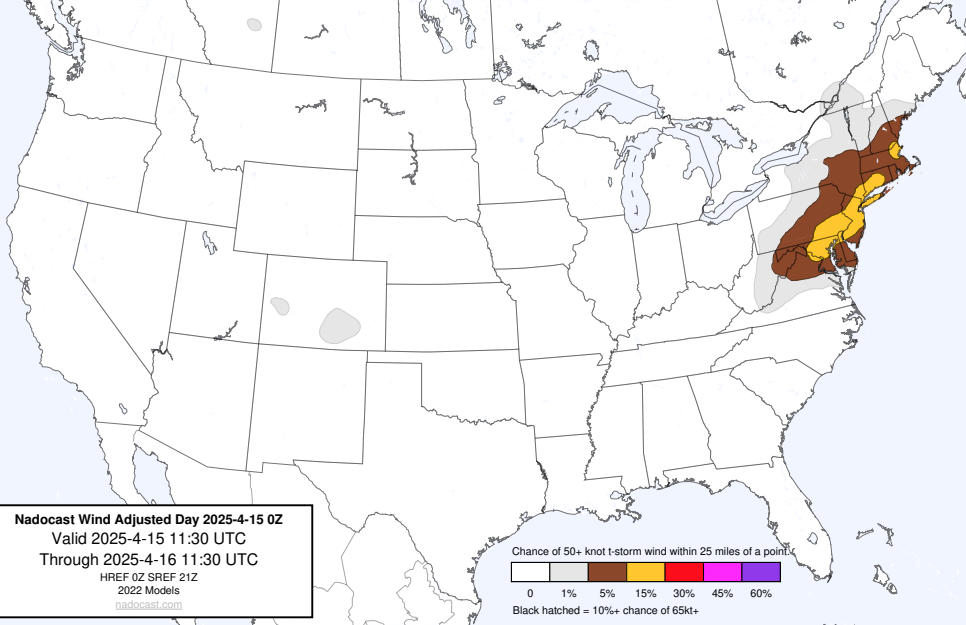 Nadocast Wind Adjusted Day 2025-4-15 0Z
Valid 2025-4-15 11:30 UTC
Through 2025-4-16 11:30 UTC
HREF 0Z SREF 21Z
2022 Models
nadocast.com
Chance of 50+ knot t-storm wind within 25 miles of a point.
0 1% 5% 15% 30% 45% 60%
Black hatched = 10%+ chance of 65kt+